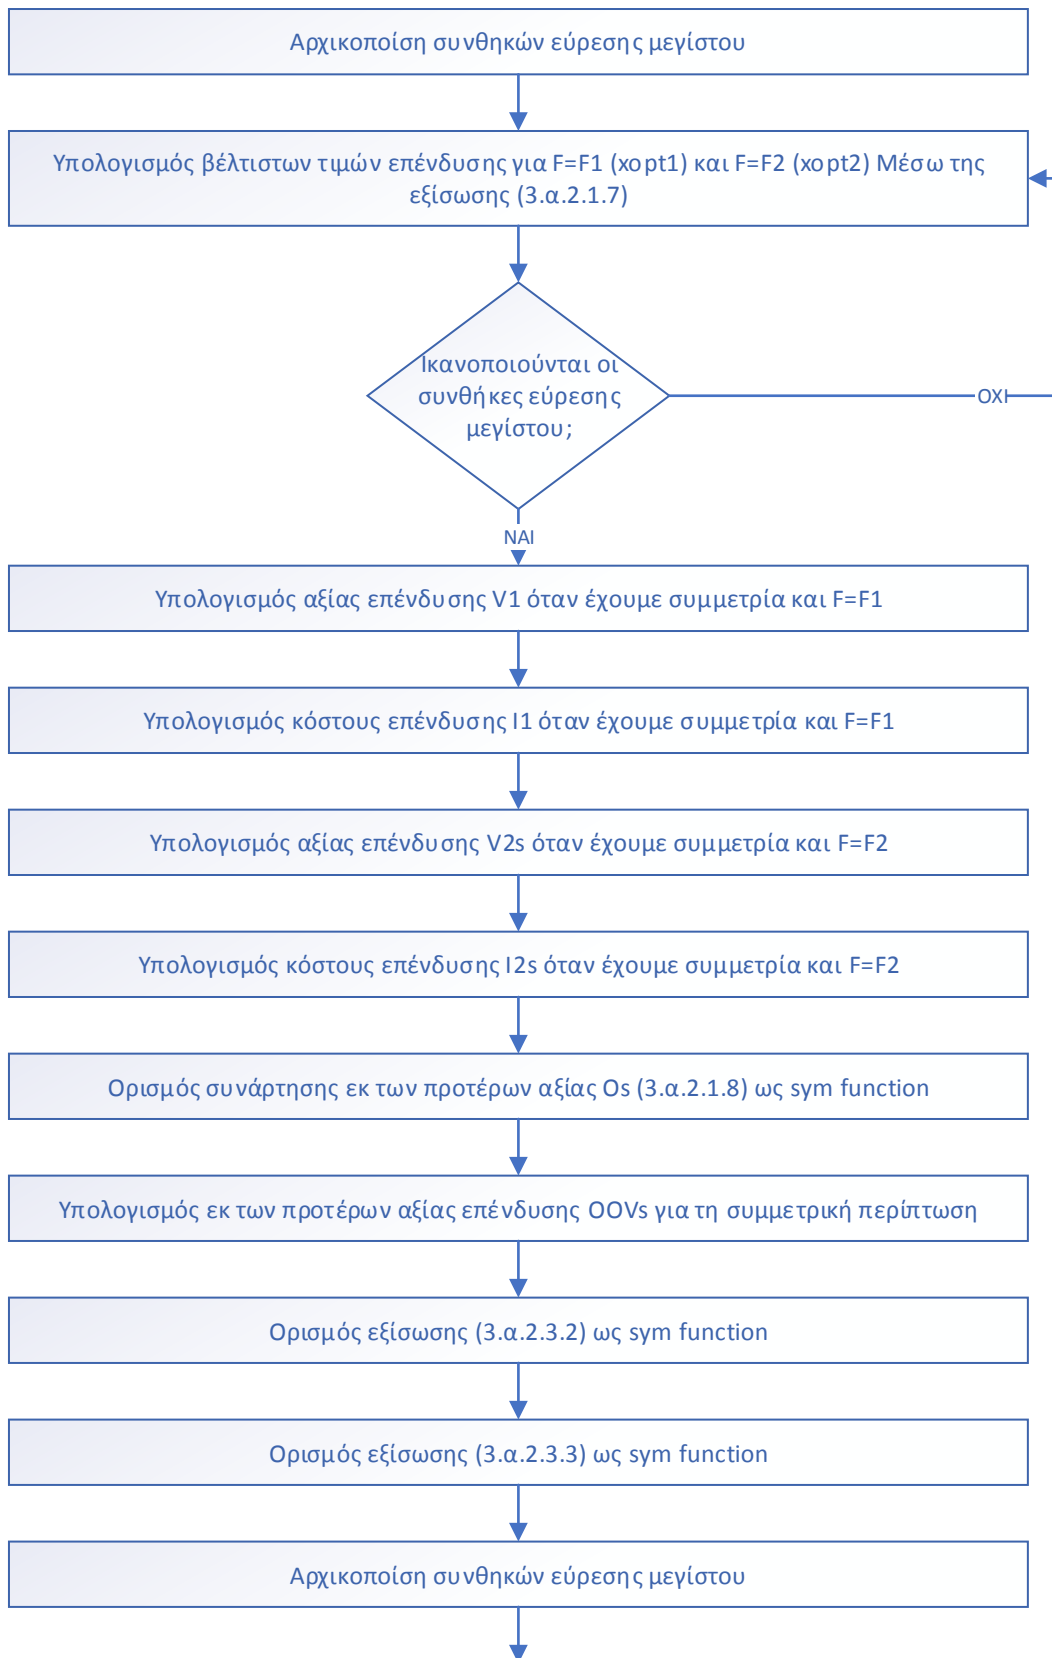 Αρχικοποίση συνθηκών εύρεσης μεγίστου
Υπολογισμός βέλτιστων τιμών επένδυσης για F=F1 (xopt1) και F=F2 (xopt2) Μέσω της
εξίσωσης (3.α.2.1.7)
Ικανοποιούνται οι
συνθήκες εύρεσης
μεγίστου;
ΟΧΙ
ΝΑΙ
Υπολογισμός αξίας επένδυσης V1 όταν έχουμε συμμετρία και F=F1
Υπολογισμός κόστους επένδυσης I1 όταν έχουμε συμμετρία και F=F1
Υπολογισμός αξίας επένδυσης V2s όταν έχουμε συμμετρία και F=F2
Υπολογισμός κόστους επένδυσης I2s όταν έχουμε συμμετρία και F=F2
Ορισμός συνάρτησης εκ των προτέρων αξίας Os (3.α.2.1.8) ως sym function
Υπολογισμός εκ των προτέρων αξίας επένδυσης OOVs για τη συμμετρική περίπτωση
Ορισμός εξίσωσης (3.α.2.3.2) ως sym function
Ορισμός εξίσωσης (3.α.2.3.3) ως sym function
Αρχικοποίση συνθηκών εύρεσης μεγίστου